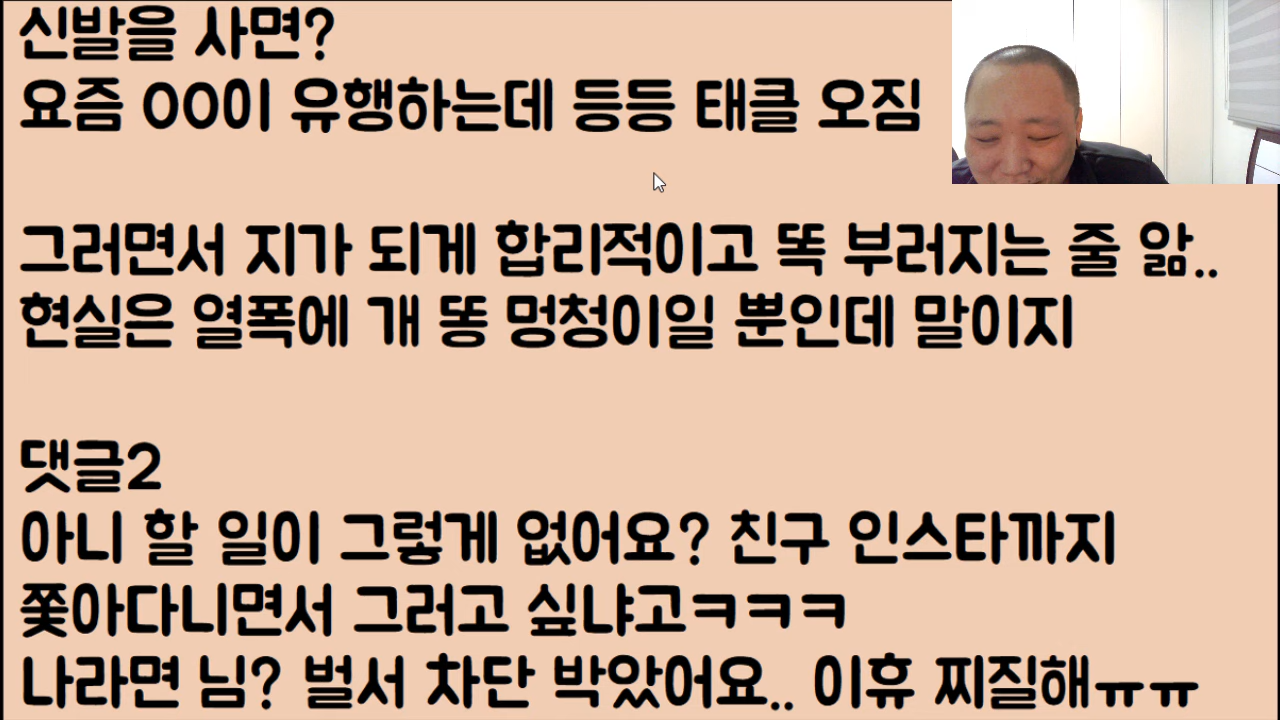 신발을 사면?
요즘 OO이 유행하는데 등등 태클 오짐
그러면서 지가 되게 합리적이고 똑 부러지는 줄 앎..
현실은 열폭에 개 똥 멍청이일 뿐인데 말이지
댓글2
아니 할 일이 그렇게 없어요? 친구 인스타까지
쫓아다니면서 그러고 싶냐고ㅋㅋㅋ
나라면 님? 벌서 차단 박았어요.. 이휴 찌질해ㅠㅠ